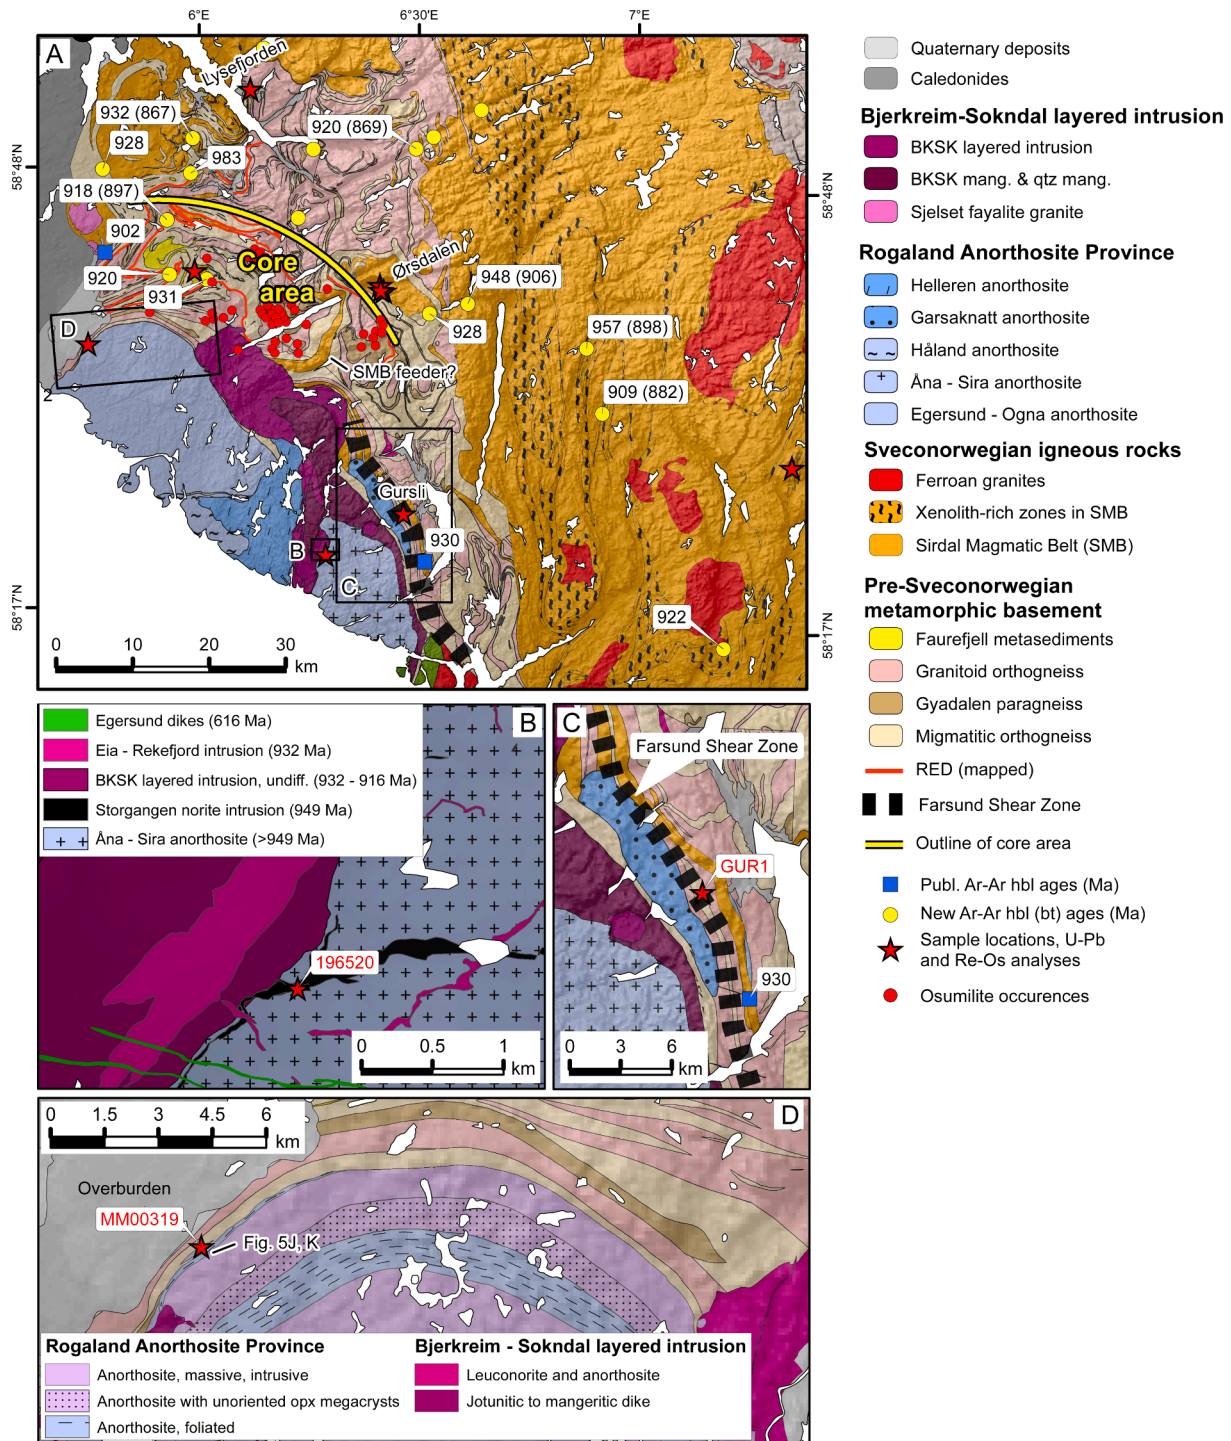 6°E
6°30'E
7°E
A
Lysefjorden
932 (867)
920 (869)
928
983
58°48'N
58°48'N
918 (897)
902
Core
area
Ørsdalen
920
931
948 (906)
928
D
957 (898)
SMB feeder?
2
909 (882)
Gursli
930
B
C
58°17'N
58°17'N
922
0 10 20 30
km
Quaternary deposits
Caledonides
Bjerkreim-Sokndal layered intrusion
BKSK layered intrusion
BKSK mang. & qtz mang.
Sjelset fayalite granite
Rogaland Anorthosite Province
Helleren anorthosite
Garsaknatt anorthosite
Håland anorthosite
Åna - Sira anorthosite
Egersund - Ogna anorthosite
Sveconorwegian igneous rocks
Ferroan granites
Xenolith-rich zones in SMB
Sirdal Magmatic Belt (SMB)
Pre-Sveconorwegian
metamorphic basement
Faurefjell metasediments
Granitoid orthogneiss
Gyadalen paragneiss
Migmatitic orthogneiss
RED (mapped)
Farsund Shear Zone
Outline of core area
Publ. Ar-Ar hbl ages (Ma)
New Ar-Ar hbl (bt) ages (Ma)
Sample locations, U-Pb
and Re-Os analyses
Osumilite occurences
Egersund dikes (616 Ma)
Eia - Rekefjord intrusion (932 Ma)
BKSK layered intrusion, undiff. (932 - 916 Ma)
Storgangen norite intrusion (949 Ma)
Åna - Sira anorthosite (>949 Ma)
B
196520
0 0.5 1
km
C
Farsund Shear Zone
GUR1
930
0 3 6
km
0 1.5 3 4.5 6
km
D
Overburden
MM00319
Fig. 5J, K
Rogaland Anorthosite Province
Anorthosite, massive, intrusive
Anorthosite with unoriented opx megacrysts
Anorthosite, foliated
Bjerkreim - Sokndal layered intrusion
Leuconorite and anorthosite
Jotunitic to mangeritic dike